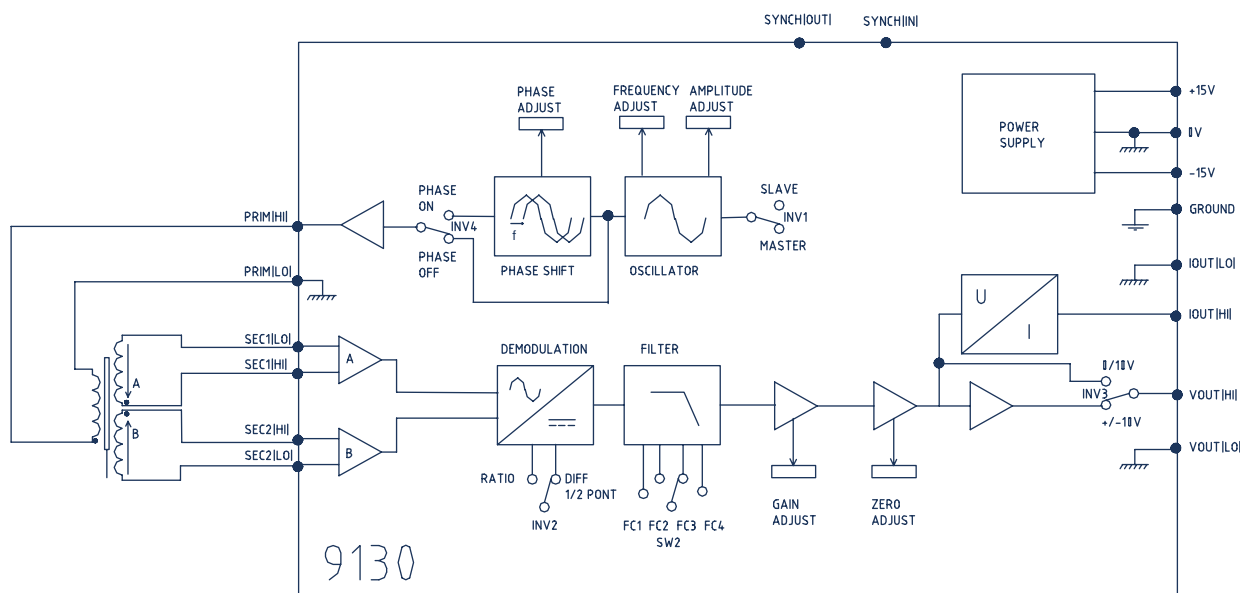 SYNCH|OUT|
SYNCH|IN|
PHASE
ADJUST
FREQUENCY
ADJUST
AMPLITUDE
ADJUST
POWER
SUPPLY
+15V
0V
-15V
GROUND
PHASE
ON
INV4
PHASE
OFF
f
PHASE SHIFT
OSCILLATOR
SLAVE
INV1
MASTER
PRIM|HI|
PRIM|LO|
IOUT|LO|
IOUT|HI|
U
I
SEC1|LO|
SEC1|HI|
A
A
B
B
SEC2|HI|
SEC2|LO|
DEMODULATION
FILTER
0/10V
INV3
+/-10V
VOUT|HI|
VOUT|LO|
RATIO
DIFF
1/2 PONT
INV2
FC1 FC2 FC3 FC4
SW2
GAIN
ADJUST
ZERO
ADJUST
9130